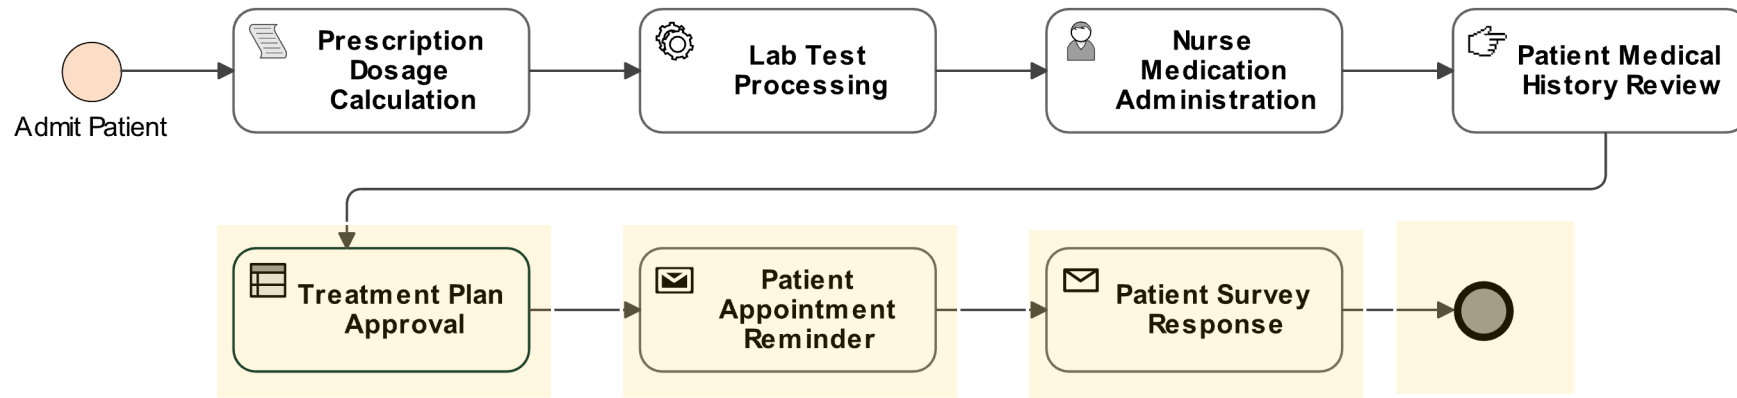 Prescription
Dosage
Calculation
Lab Test
Processing
Nurse
Medication
Administration
Patient Medical
History Review
Admit Patient
Treatment Plan
Approval
Patient
Appointment
Reminder
Patient Survey
Response